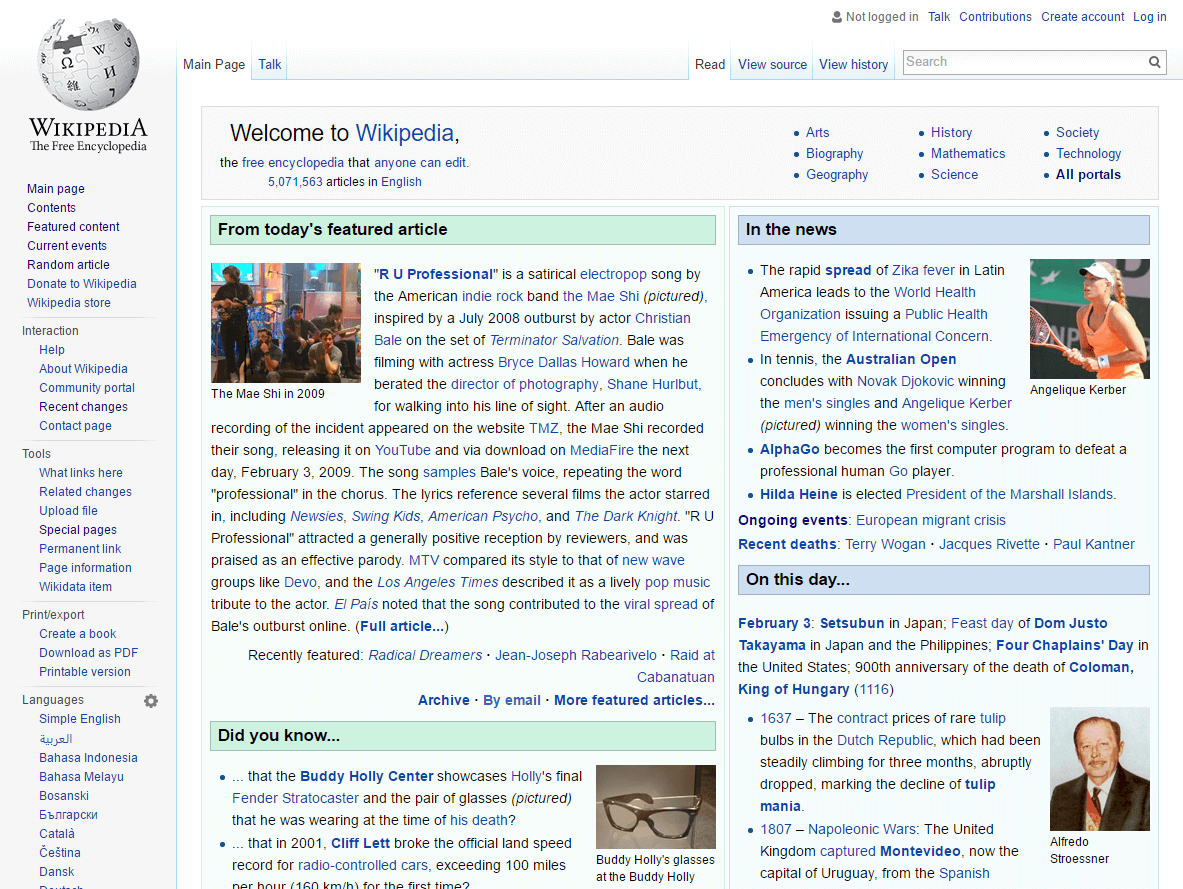 Not logged in Talk Contributions Create account Log in
WIKIPEDIA
The Free Encyclopedia
Main Page Talk
Read View source View history Search
Main page
Contents
Featured content
Current events
Random article
Donate to Wikipedia
Wikipedia store
Interaction
Help
About Wikipedia
Community portal
Recent changes
Contact page
Tools
What links here
Related changes
Upload file
Special pages
Permanent link
Page information
Wikidata item
Print/export
Create a book
Download as PDF
Printable version
Languages
Simple English
العربية
Bahasa Indonesia
Bahasa Melayu
Bosanski
Български
Català
Čeština
Dansk
Deutsch
Welcome to Wikipedia,
the free encyclopedia that anyone can edit.
5,071,563 articles in English
Arts
Biography
Geography
History
Mathematics
Science
Society
Technology
All portals
From today's featured article
"R U Professional" is a satirical electropop song by
the American indie rock band the Mae Shi (pictured),
inspired by a July 2008 outburst by actor Christian
Bale on the set of Terminator Salvation. Bale was
filming with actress Bryce Dallas Howard when he
berated the director of photography, Shane Hurlbut,
for walking into his line of sight. After an audio
The Mae Shi in 2009
recording of the incident appeared on the website TMZ, the Mae Shi recorded
their song, releasing it on YouTube and via download on MediaFire the next
day, February 3, 2009. The song samples Bale's voice, repeating the word
"professional" in the chorus. The lyrics reference several films the actor starred
in, including Newsies, Swing Kids, American Psycho, and The Dark Knight. "R U
Professional" attracted a generally positive reception by reviewers, and was
praised as an effective parody. MTV compared its style to that of new wave
groups like Devo, and the Los Angeles Times described it as a lively pop music
tribute to the actor. El País noted that the song contributed to the viral spread of
Bale's outburst online. (Full article...)
Recently featured: Radical Dreamers · Jean-Joseph Rabearivelo · Raid at
Cabanatuan
Archive · By email · More featured articles...
Did you know...
... that the Buddy Holly Center showcases Holly's final
Fender Stratocaster and the pair of glasses (pictured)
that he was wearing at the time of his death?
... that in 2001, Cliff Lett broke the official land speed
record for radio-controlled cars, exceeding 100 miles
per hour (160 km/h) for the first time?
Buddy Holly's glasses
at the Buddy Holly
In the news
The rapid spread of Zika fever in Latin
America leads to the World Health
Organization issuing a Public Health
Emergency of International Concern.
In tennis, the Australian Open
concludes with Novak Djokovic winning
the men's singles and Angelique Kerber
(pictured) winning the women's singles.
Angelique Kerber
AlphaGo becomes the first computer program to defeat a
professional human Go player.
Hilda Heine is elected President of the Marshall Islands.
Ongoing events: European migrant crisis
Recent deaths: Terry Wogan · Jacques Rivette · Paul Kantner
On this day...
February 3: Setsubun in Japan; Feast day of Dom Justo
Takayama in Japan and the Philippines; Four Chaplains' Day in
the United States; 900th anniversary of the death of Coloman,
King of Hungary (1116)
1637 – The contract prices of rare tulip
bulbs in the Dutch Republic, which had been
steadily climbing for three months, abruptly
dropped, marking the decline of tulip
mania.
1807 – Napoleonic Wars: The United
Kingdom captured Montevideo, now the
capital of Uruguay, from the Spanish
Alfredo
Stroessner